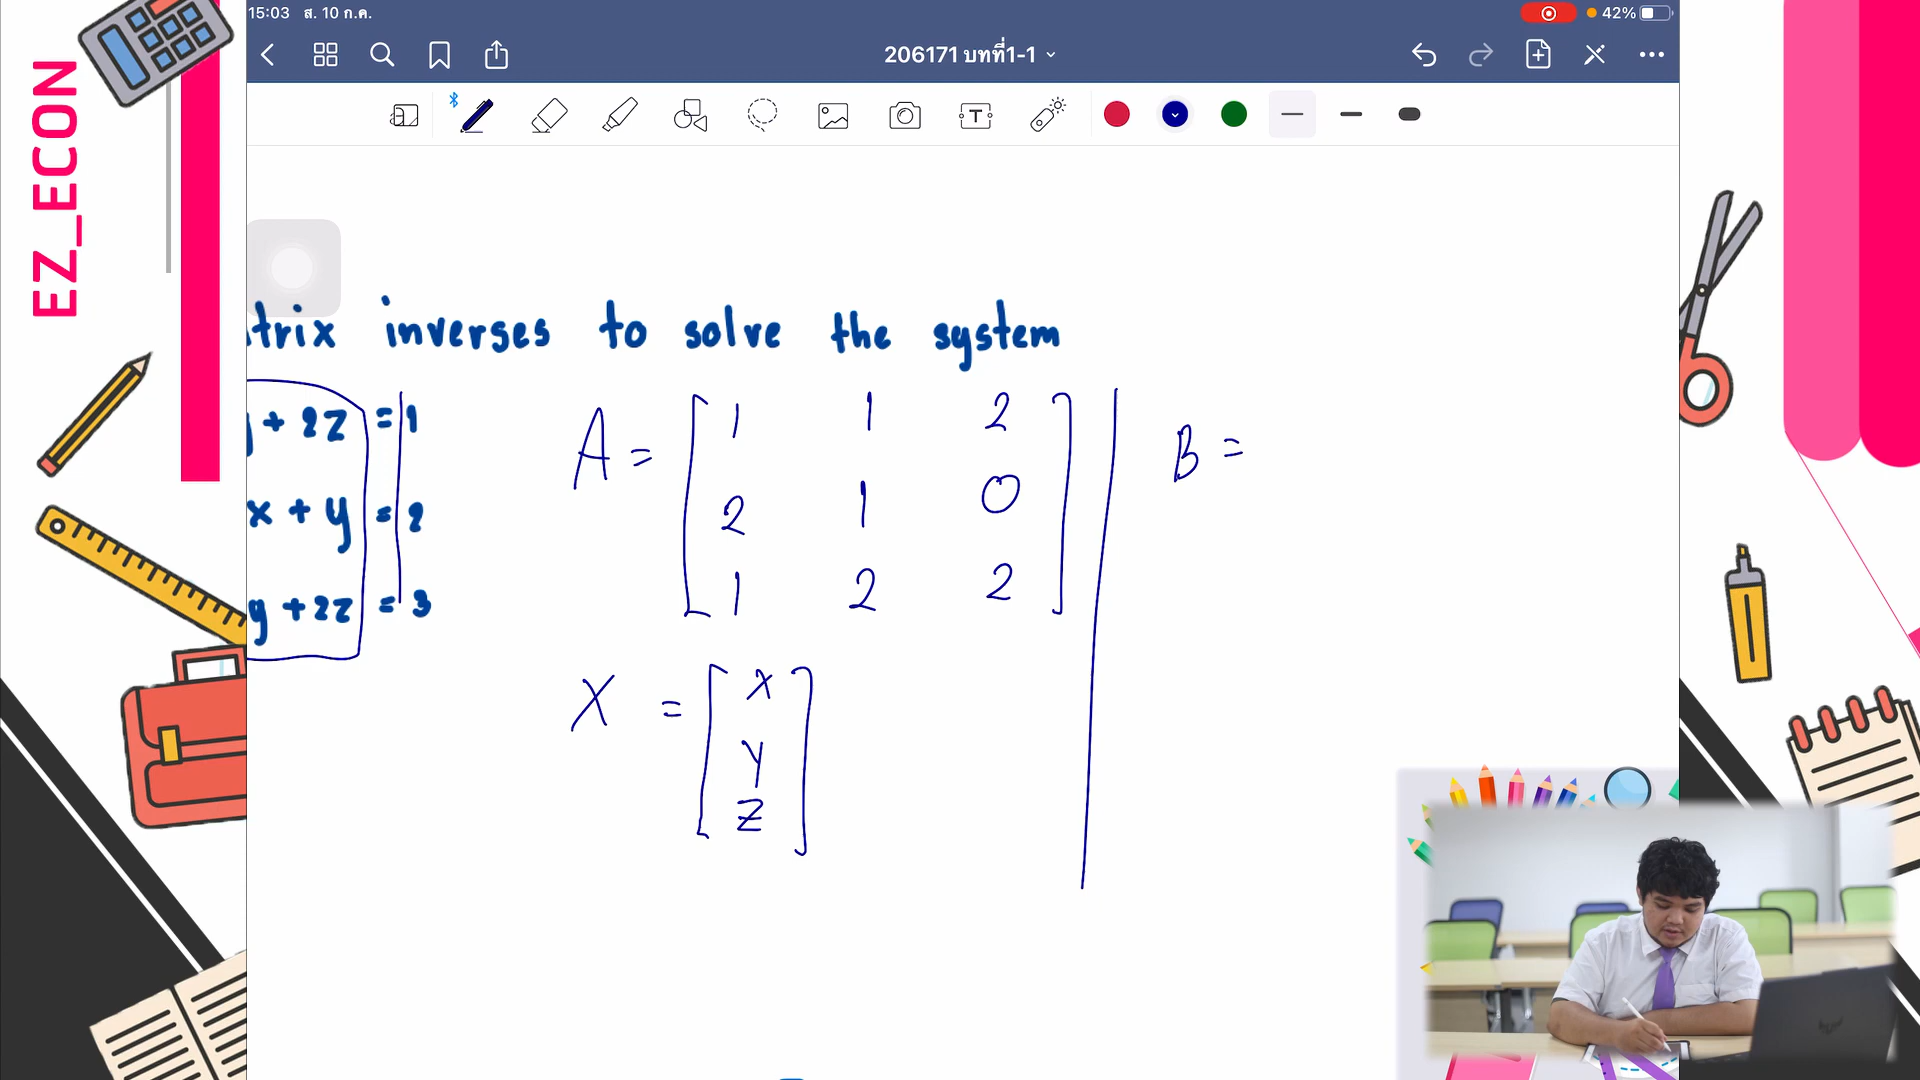 EZ_ECON
15:03 ส. 10 ก.ค.
42%
206171 บทที่1-1
trix inverses to solve the system
+ 2z = 1
x + y = 2
y + 2z = 3
A = [ 1 1 2
2 1 0
1 2 2 ]
B =
X = [ x
y
z ]